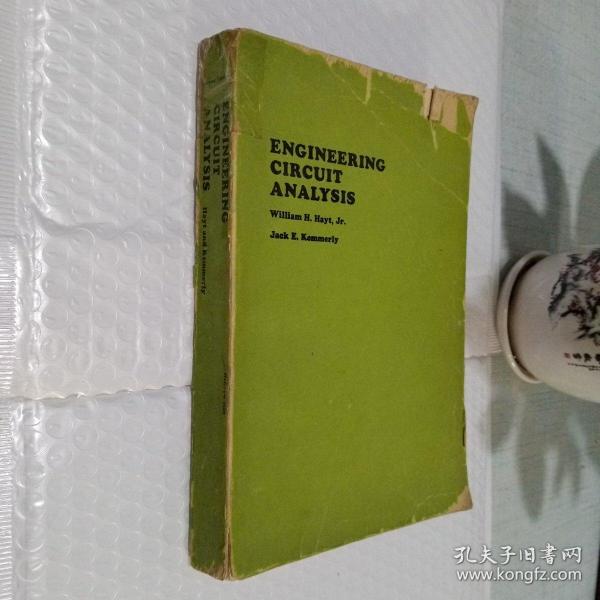 ENGINEERING
CIRCUIT
ANALYSIS
William H. Hayt, Jr.
Jack E. Kemmerly
ENGINEERING
CIRCUIT
ANALYSIS
Hayt and Kemmerly
孔夫子旧書网
www.kongfz.com